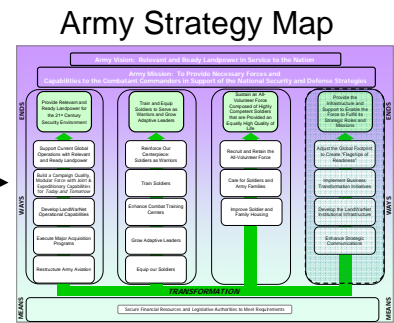 Army Strategy Map
Army Vision: Relevant and Ready Landpower in Service to the Nation
Army Mission: To Provide Necessary Forces and
Capabilities to the Combatant Commanders in Support of the National Security and Defense Strategies
ENDS
Provide Relevant and
Ready Landpower for
the 21st Century
Security Environment
Train and Equip
Soldiers to Serve as
Warriors and Grow
Adaptive Leaders
Sustain an All-
Volunteer Force
Composed of Highly
Competent Soldiers
that are Provided an
Equally High Quality of
Life
Provide the
Infrastructure and
Support to Enable the
Force to Fulfill its
Strategic Roles and
Missions
ENDS
WAYS
Support Current Global
Operations with Relevant
and Ready Landpower
Build a Campaign Quality,
Modular Force with Joint &
Expeditionary Capabilities
for Today and Tomorrow
Develop LandWarNet
Operational Capabilities
Execute Major Acquisition
Programs
Restructure Army Aviation
Reinforce Our
Centerpiece:
Soldiers as Warriors
Train Soldiers
Enhance Combat Training
Centers
Grow Adaptive Leaders
Equip our Soldiers
Recruit and Retain the
All-Volunteer Force
Care for Soldiers and
Army Families
Improve Soldier and
Family Housing
Adjust the Global Footprint
to Create "Flagships of
Readiness"
Implement Business
Transformation Initiatives
Develop the LandWarNet
Institutional Infrastructure
Enhance Strategic
Communications
WAYS
TRANSFORMATION
MEANS
Secure Financial Resources and Legislative Authorities to Meet Requirements
MEANS